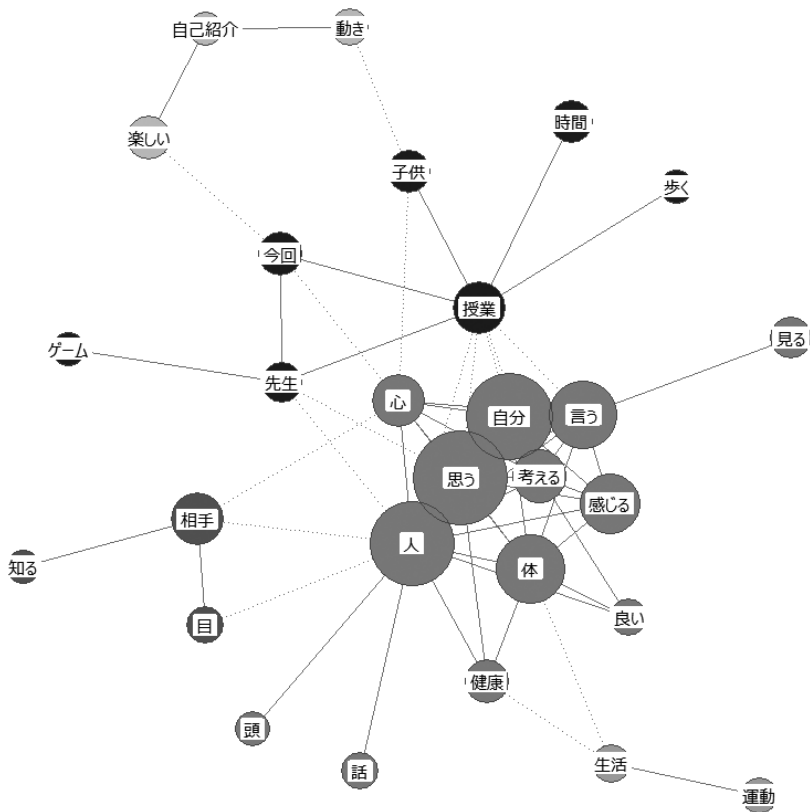 自己紹介
動き
楽しい
時間
子供
歩く
今回
授業
見る
ゲーム
先生
心
自分
言う
思う
考える
感じる
相手
人
知る
体
目
良い
健康
頭
話
生活
運動